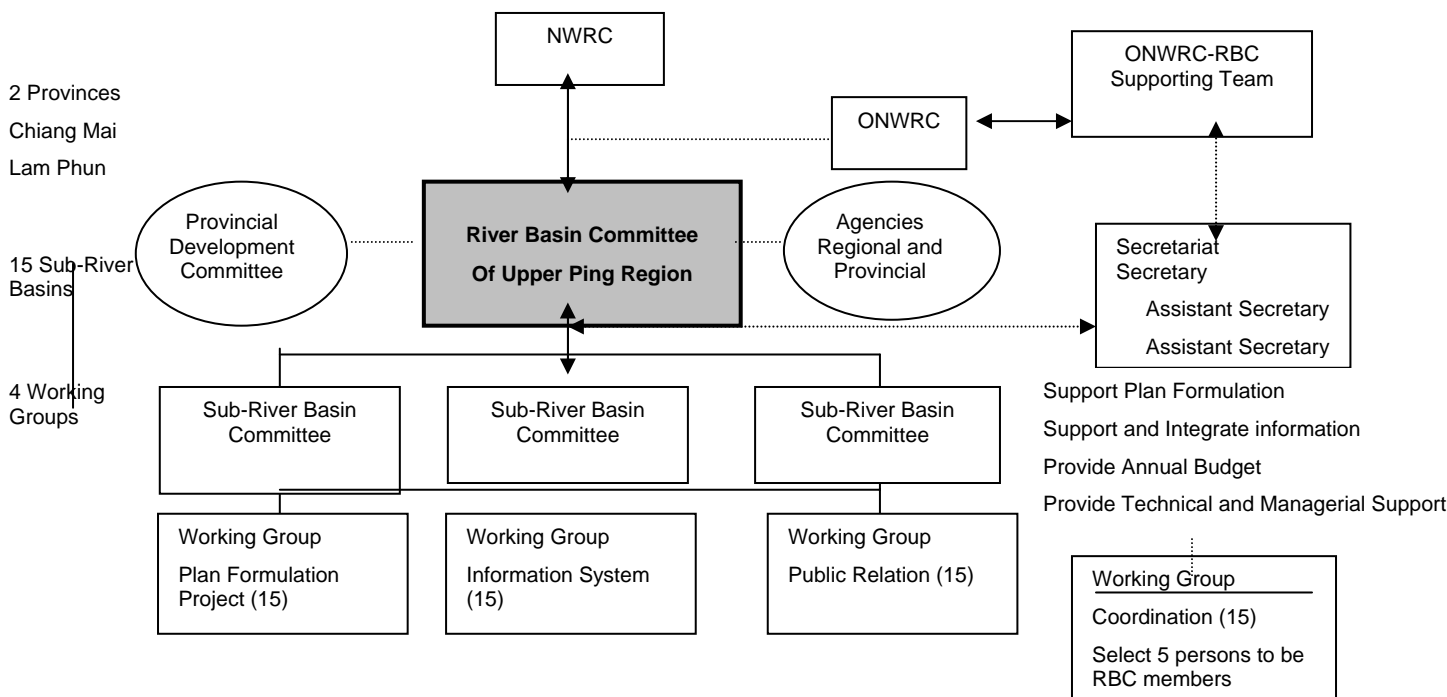 NWRC
ONWRC-RBC
Supporting Team
2 Provinces
Chiang Mai
Lam Phun
ONWRC
Provincial
Development
Committee
River Basin Committee
Of Upper Ping Region
Agencies
Regional and
Provincial
Secretariat
Secretary
Assistant Secretary
Assistant Secretary
15 Sub-River
Basins
4 Working
Groups
Sub-River Basin
Committee
Sub-River Basin
Committee
Sub-River Basin
Committee
Support Plan Formulation
Support and Integrate information
Provide Annual Budget
Provide Technical and Managerial Support
Working Group
Plan Formulation
Project (15)
Working Group
Information System
(15)
Working Group
Public Relation (15)
Working Group
Coordination (15)
Select 5 persons to be
RBC members